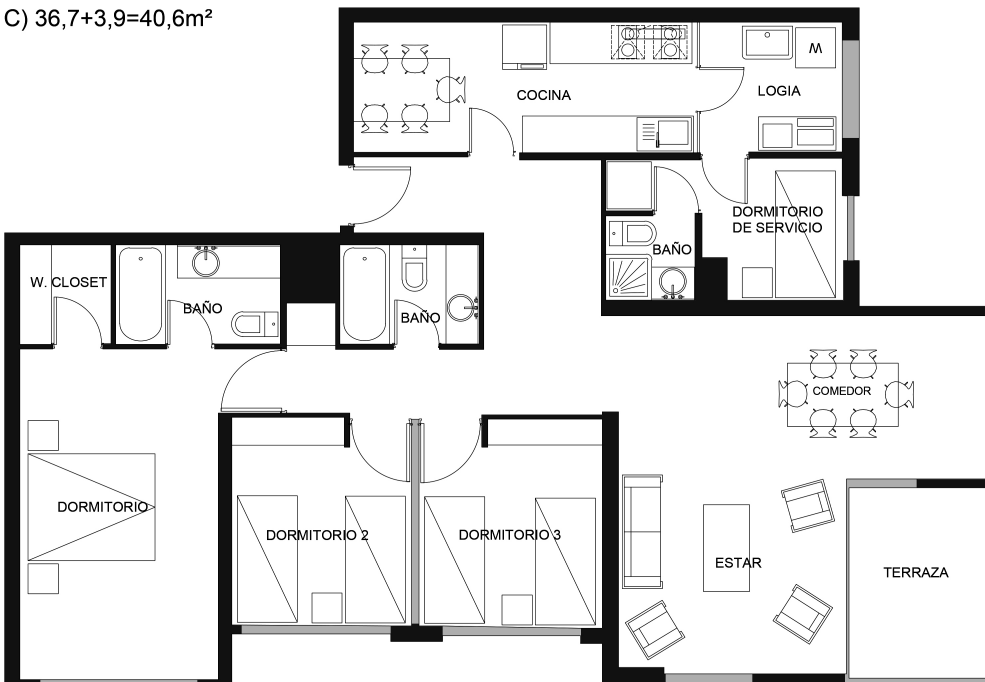 C) 36,7+3,9=40,6m²
COCINA
LOGIA
W
DORMITORIO
DE SERVICIO
BAÑO
W. CLOSET
BAÑO
BAÑO
COMEDOR
DORMITORIO
DORMITORIO 2
DORMITORIO 3
ESTAR
TERRAZA